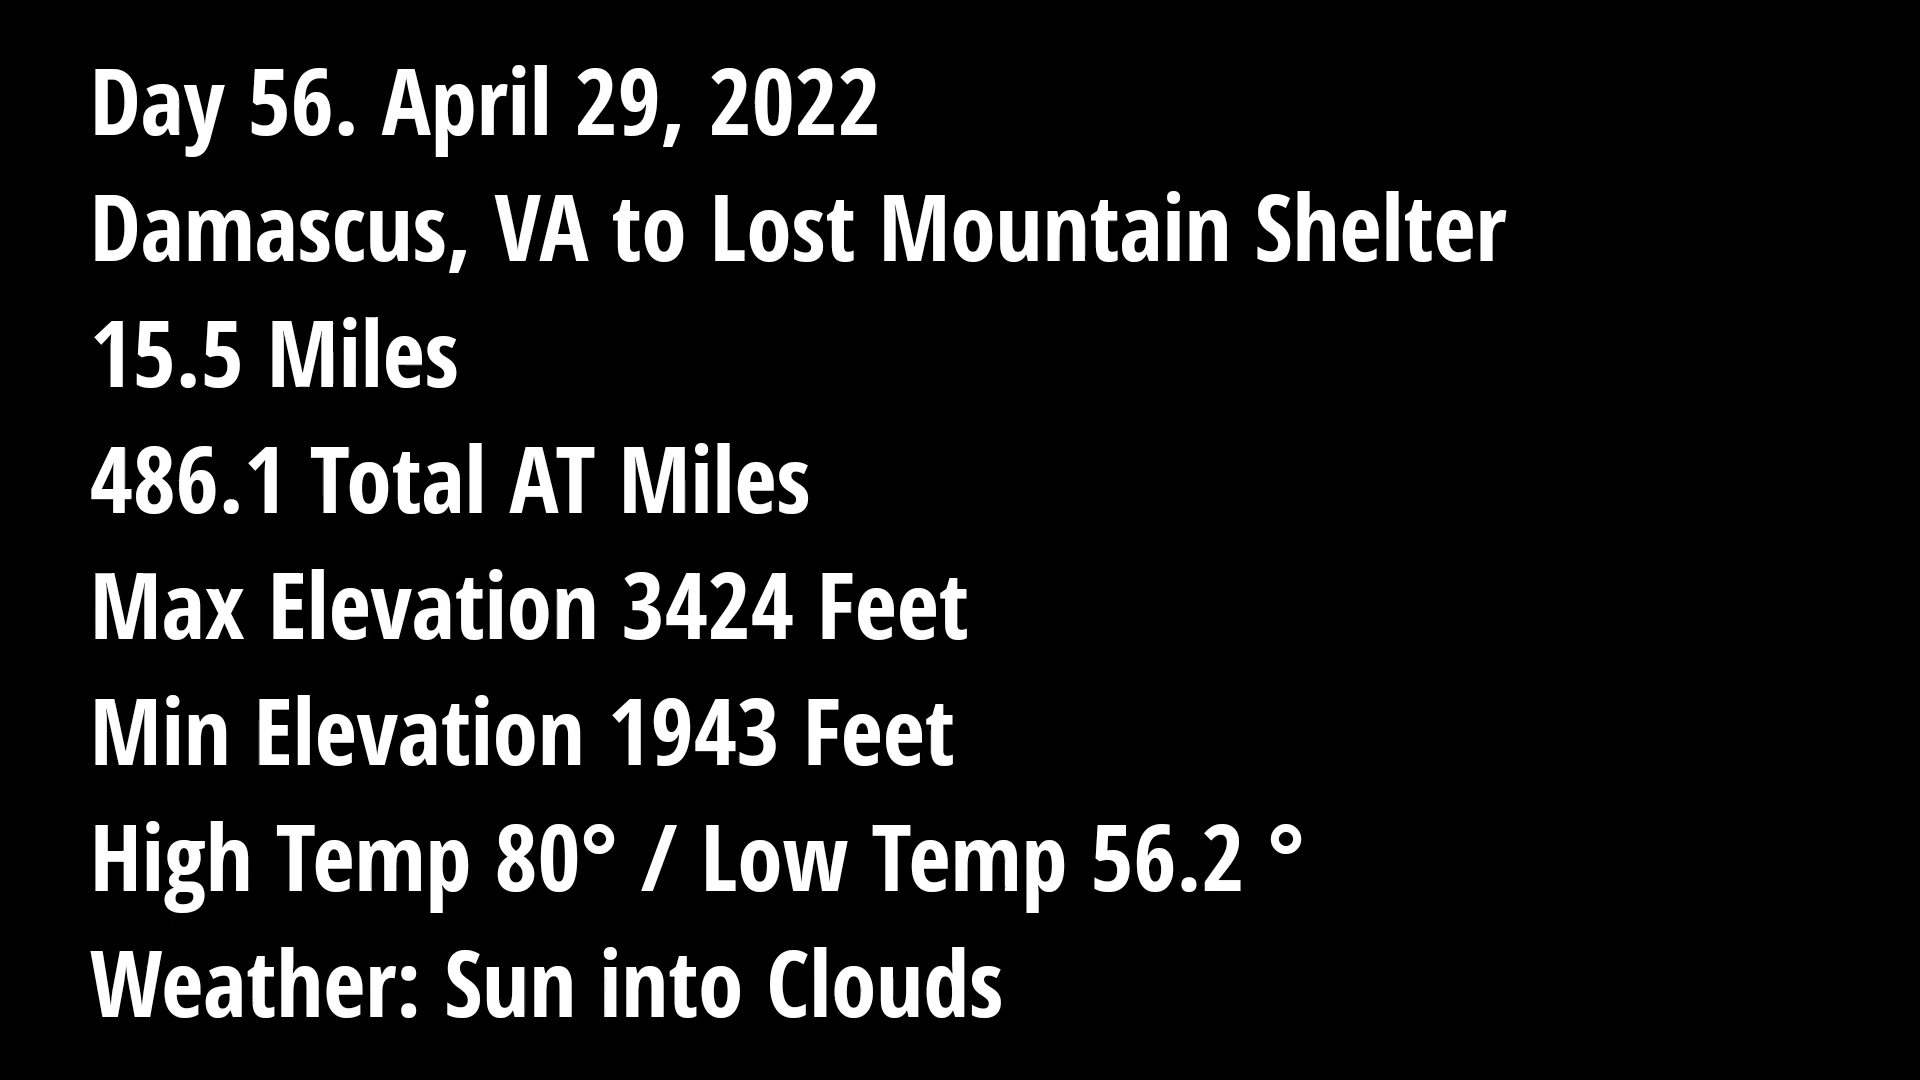 Day 56. April 29, 2022
Damascus, VA to Lost Mountain Shelter
15.5 Miles
486.1 Total AT Miles
Max Elevation 3424 Feet
Min Elevation 1943 Feet
High Temp 80° / Low Temp 56.2 °
Weather: Sun into Clouds